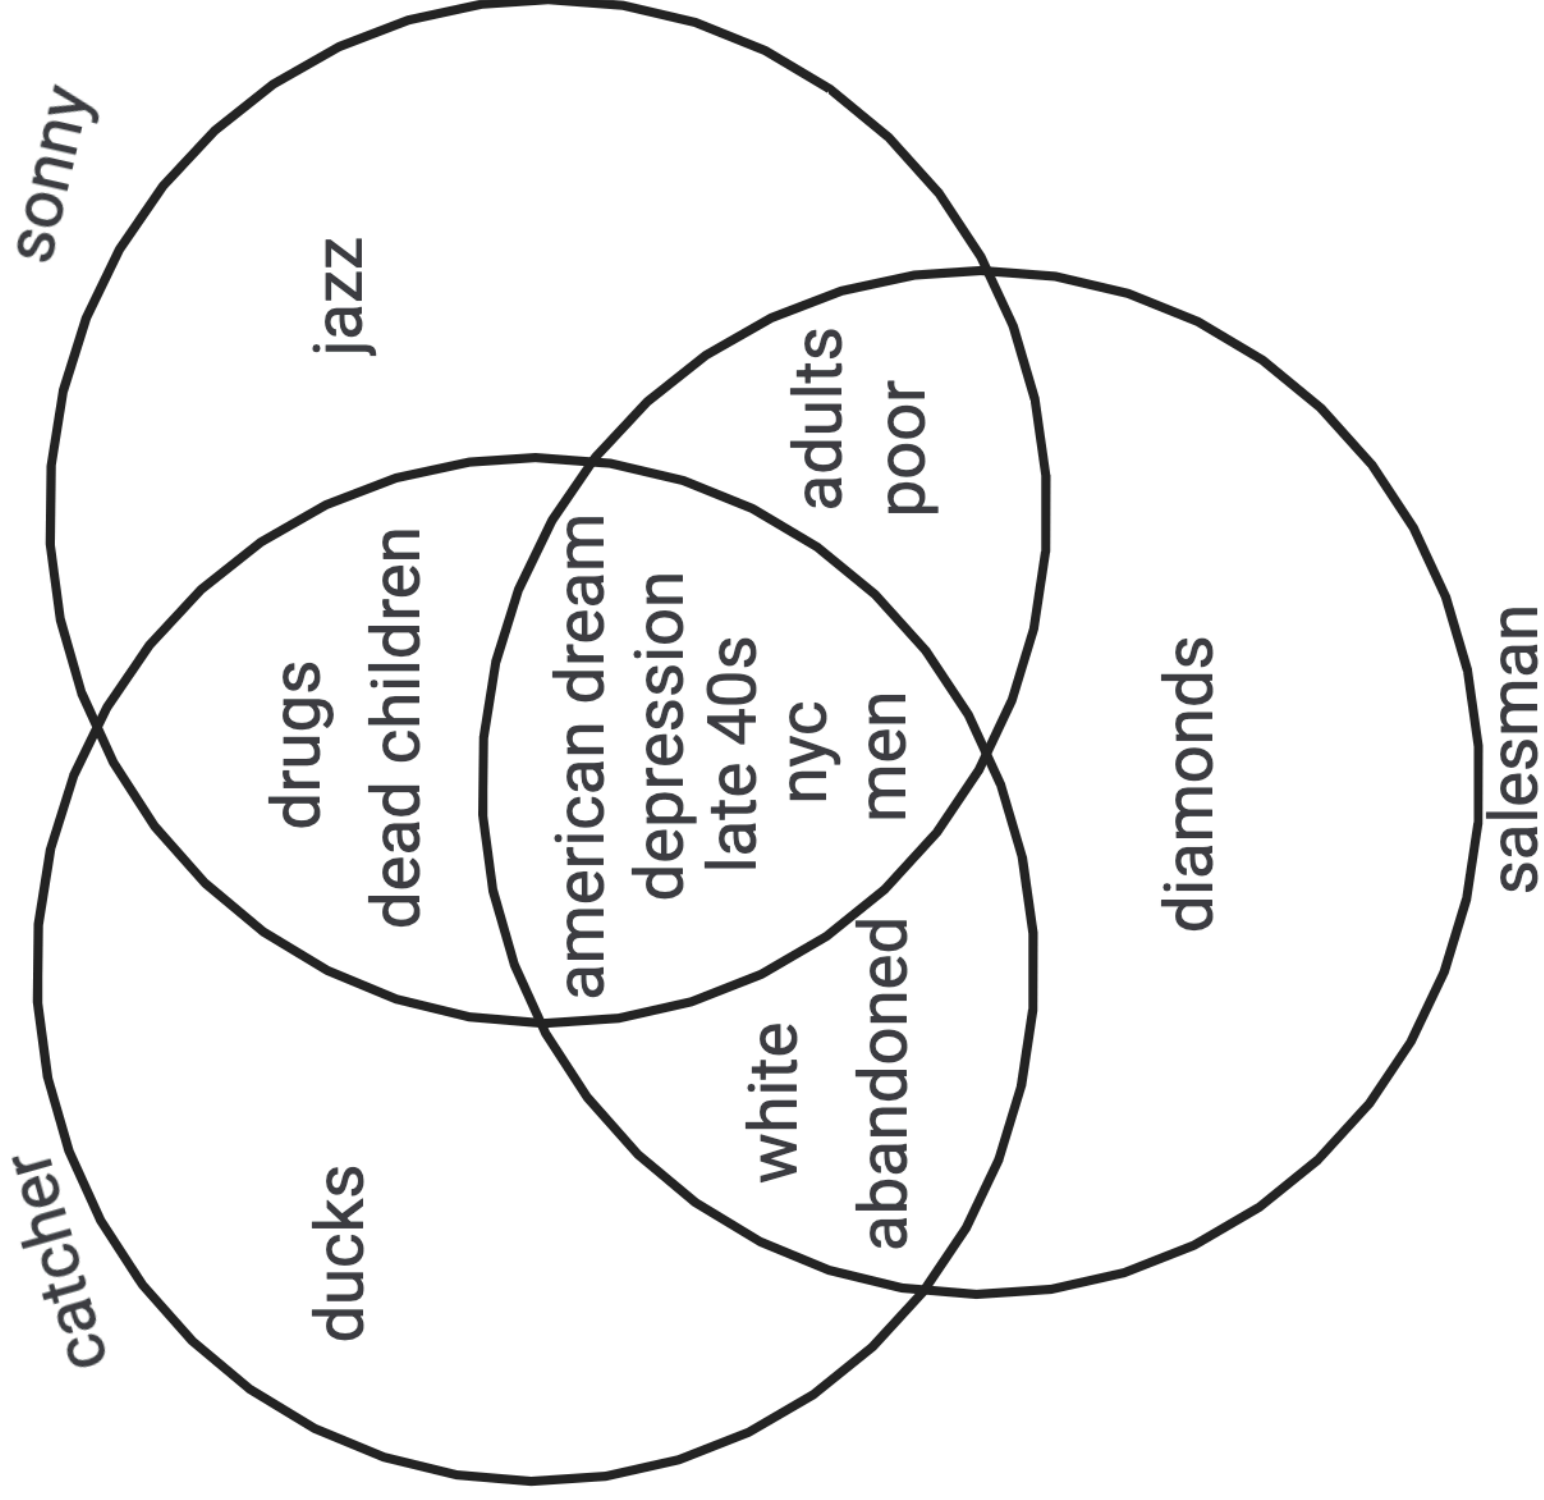 catcher
sonny
ducks
drugs
dead children
jazz
american dream
depression
late 40s
nyc
men
white
abandoned
adults
poor
diamonds
salesman